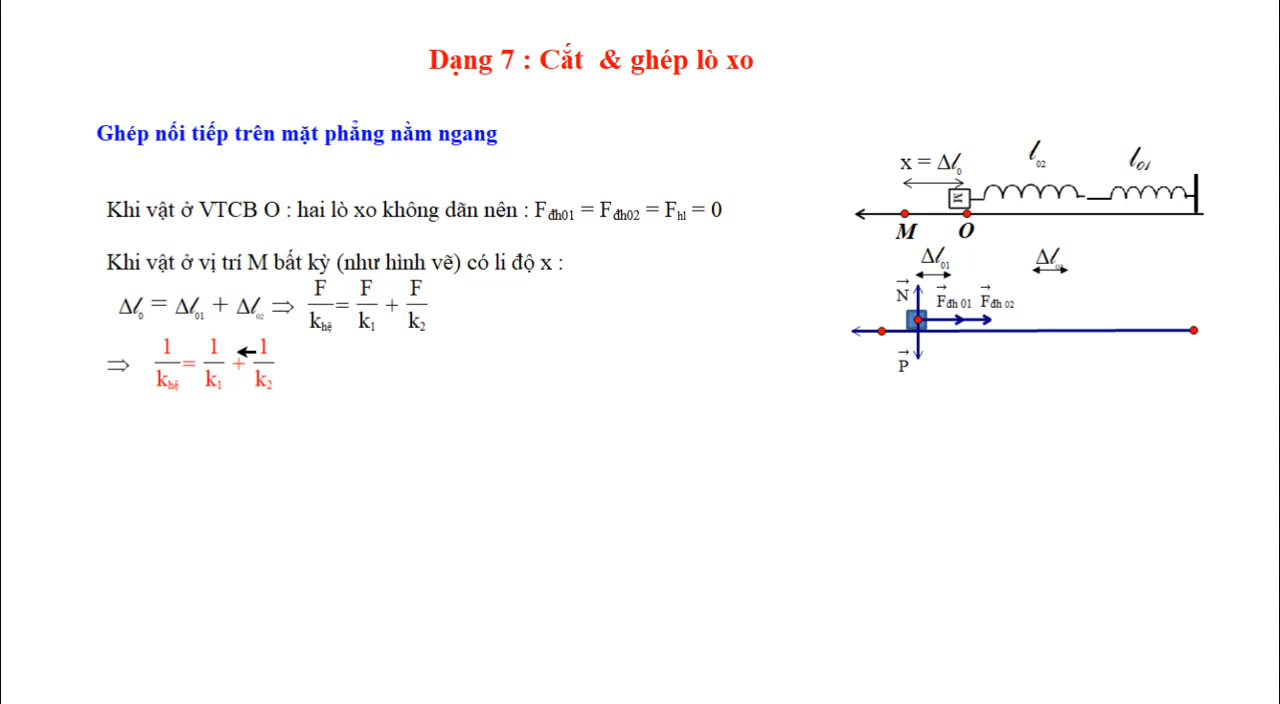 Dạng 7 : Cắt & ghép lò xo
Ghép nối tiếp trên mặt phẳng nằm ngang
Khi vật ở VTCB O : hai lò xo không dãn nên : Fđh01 = Fđh02 = Fhl = 0
Khi vật ở vị trí M bất kỳ (như hình vẽ) có li độ x :
Δl0 = Δl01 + Δl02 ⇒ F/khệ = F/k1 + F/k2
⇒ 1/khệ = 1/k1 + 1/k2
x = Δl0
l02
l01
M
M
O
Δl01
Δl
N
Fđh 01
Fđh 02
P